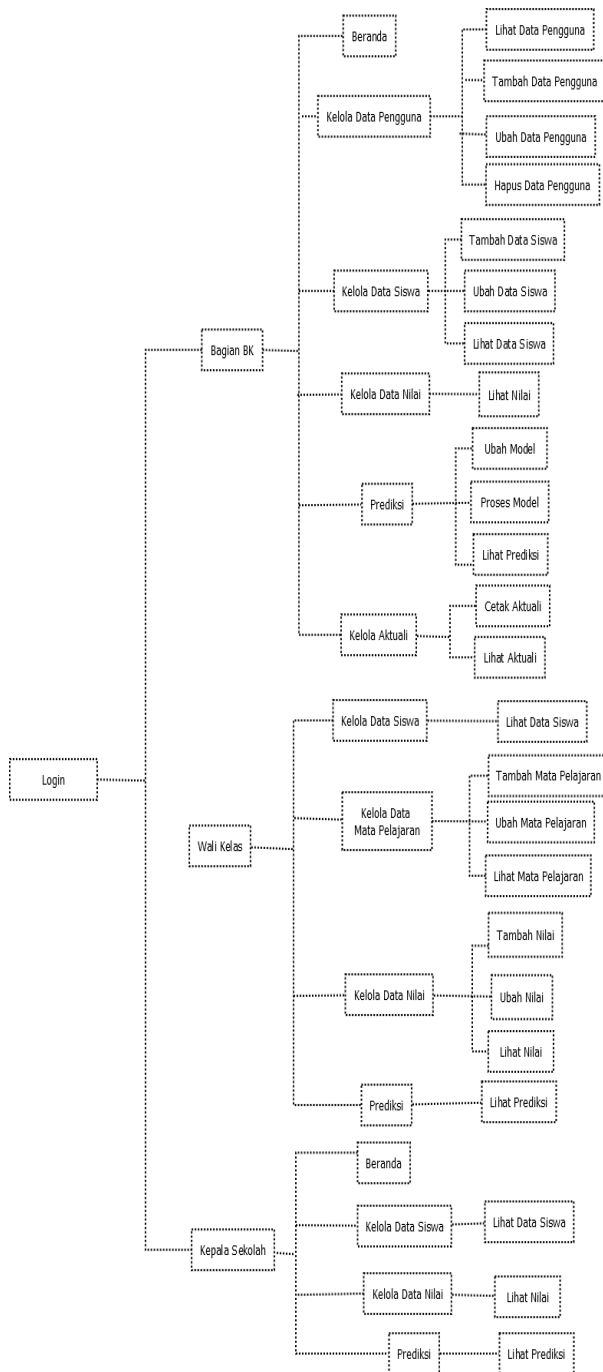 Login
Bagian BK
Beranda
Kelola Data Pengguna
Lihat Data Pengguna
Tambah Data Pengguna
Ubah Data Pengguna
Hapus Data Pengguna
Kelola Data Siswa
Tambah Data Siswa
Ubah Data Siswa
Lihat Data Siswa
Kelola Data Nilai
Lihat Nilai
Prediksi
Ubah Model
Proses Model
Lihat Prediksi
Kelola Aktuali
Cetak Aktuali
Lihat Aktuali
Wali Kelas
Kelola Data Siswa
Lihat Data Siswa
Kelola Data
Mata Pelajaran
Tambah Mata Pelajaran
Ubah Mata Pelajaran
Lihat Mata Pelajaran
Kelola Data Nilai
Tambah Nilai
Ubah Nilai
Lihat Nilai
Prediksi
Lihat Prediksi
Kepala Sekolah
Beranda
Kelola Data Siswa
Lihat Data Siswa
Kelola Data Nilai
Lihat Nilai
Prediksi
Lihat Prediksi